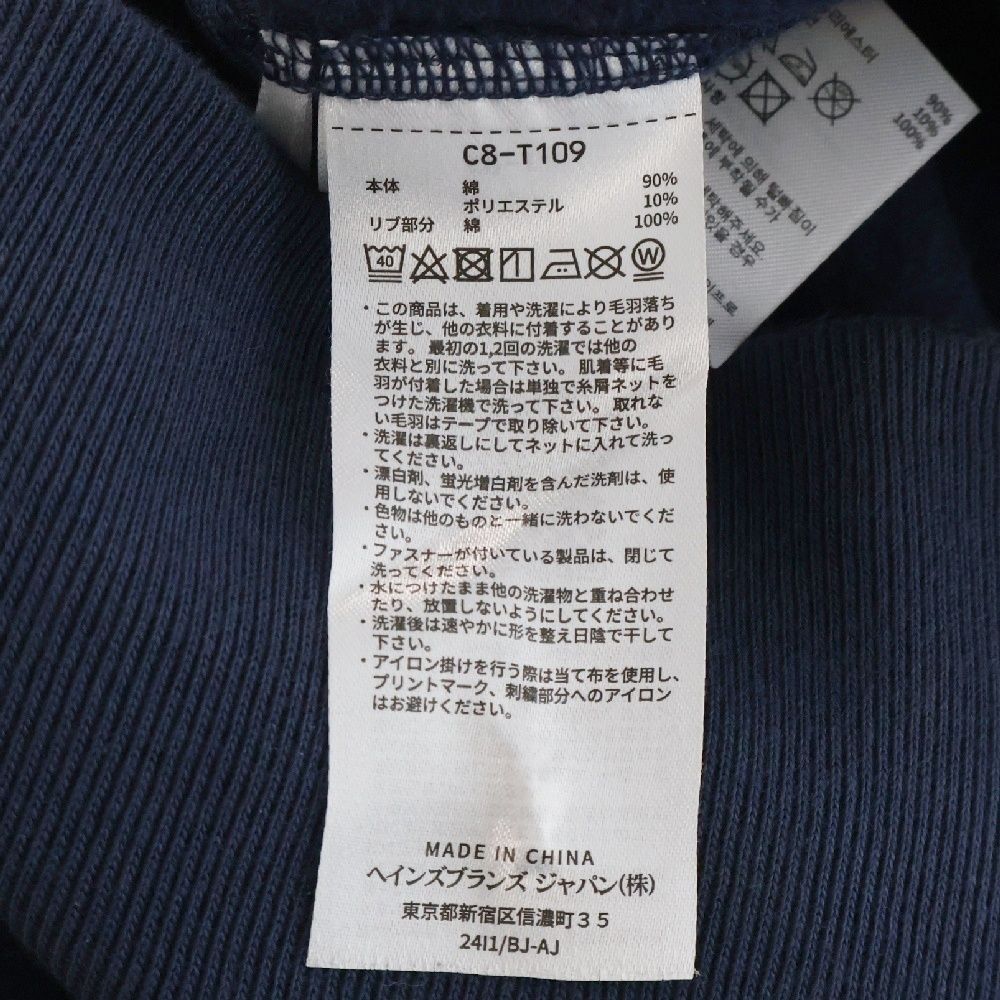 C8-T109
本体 綿 90%
ポリエステル 10%
リブ部分 綿 100%
40
W
・この商品は、着用や洗濯により毛羽落ち
が生じ、他の衣料に付着することがあり
ます。 最初の1,2回の洗濯では他の
衣料と別に洗って下さい。 肌着等に毛
羽が付着した場合は単独で糸屑ネットを
つけた洗濯機で洗って下さい。 取れな
い毛羽はテープで取り除いて下さい。
・洗濯は裏返しにしてネットに入れて洗っ
てください。
・漂白剤、蛍光増白剤を含んだ洗剤は、使
用しないでください。
・色物は他のものと一緒に洗わないでくだ
さい。
・ファスナーが付いている製品は、閉じて
洗ってください。
・水につけたまま他の洗濯物と重ね合わせ
たり、放置しないようにしてください。
・洗濯後は速やかに形を整え日陰で干して
下さい。
・アイロン掛けを行う際は当て布を使用し、
プリントマーク、刺繍部分へのアイロン
はお避けください。
MADE IN CHINA
ヘインズブランズ ジャパン(株)
東京都新宿区信濃町35
24I1/BJ-AJ
90%
10%
100%